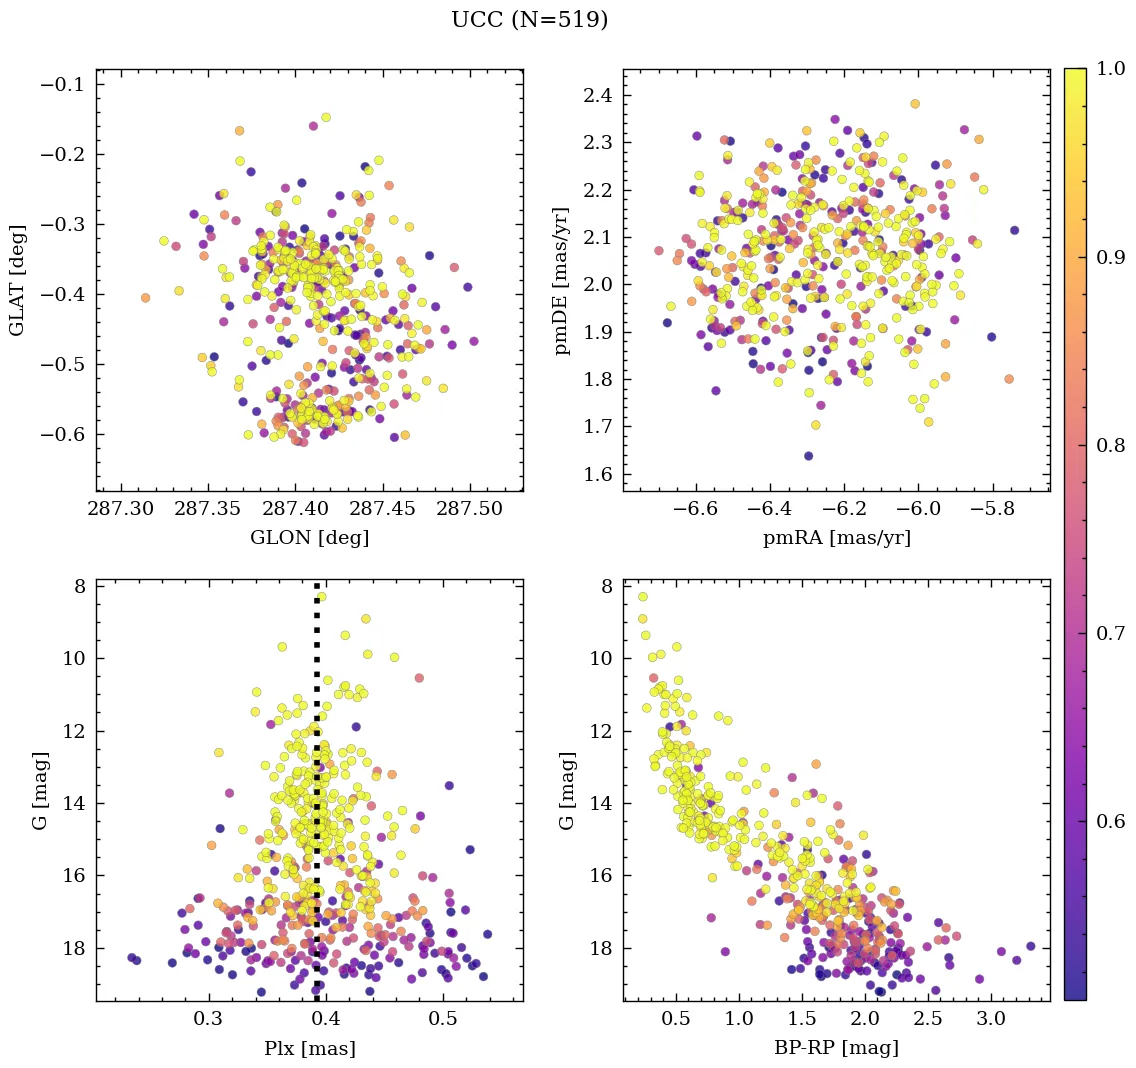 UCC (N=519)
−0.1
−0.2
−0.3
−0.4
−0.5
−0.6
GLAT [deg]
287.30 287.35 287.40 287.45 287.50
GLON [deg]
2.4
2.3
2.2
2.1
2.0
1.9
1.8
1.7
1.6
pmDE [mas/yr]
−6.6 −6.4 −6.2 −6.0 −5.8
pmRA [mas/yr]
1.0
0.9
0.8
0.7
0.6
8
10
12
14
16
18
G [mag]
0.3 0.4 0.5
Plx [mas]
8
10
12
14
16
18
G [mag]
0.5 1.0 1.5 2.0 2.5 3.0
BP-RP [mag]